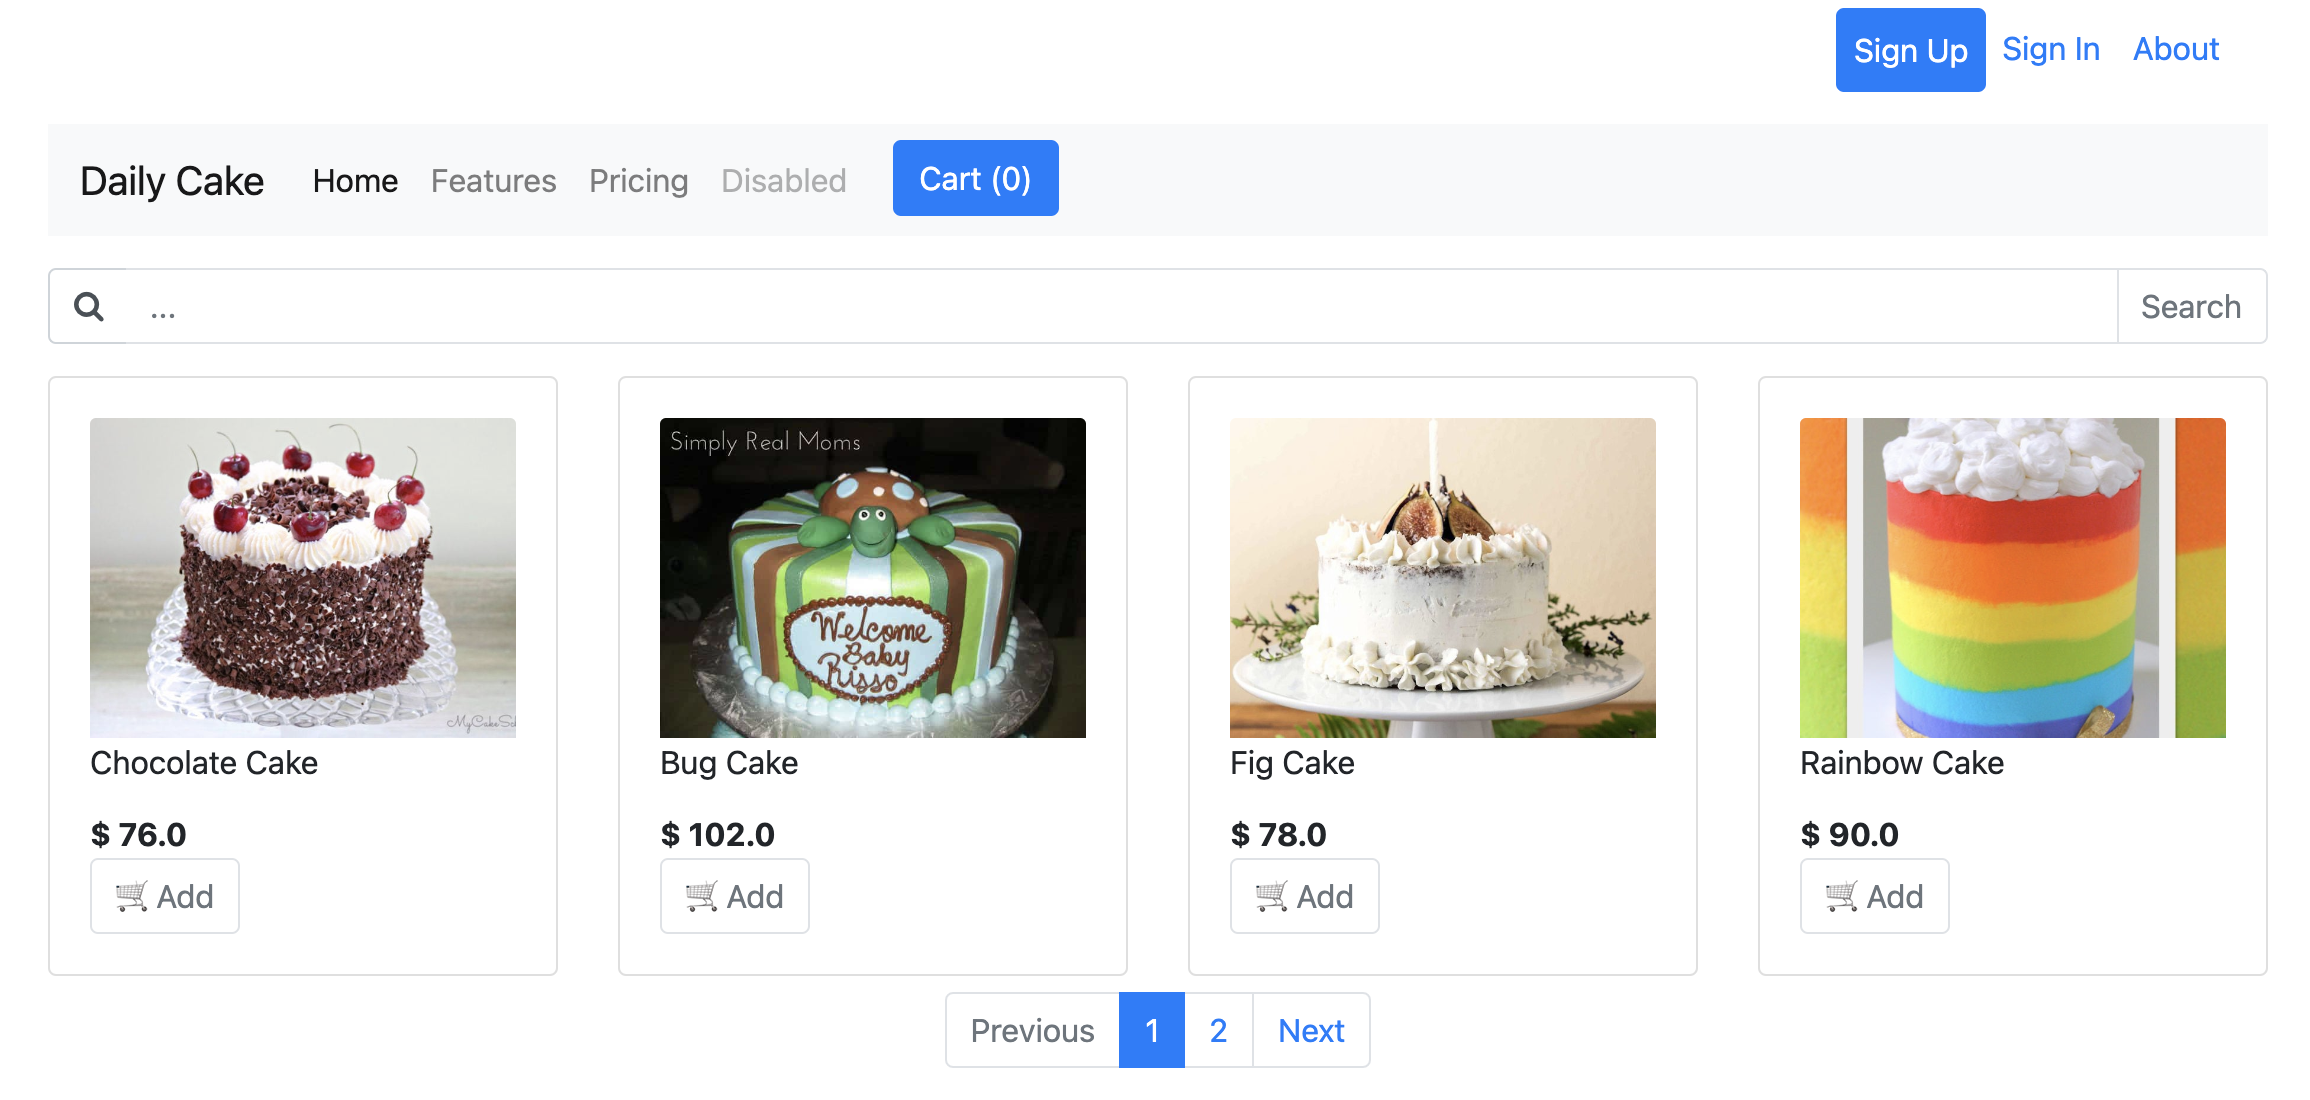 Sign Up Sign In About
Daily Cake Home Features Pricing Disabled Cart (0)
... Search
Simply Real Moms
Welcome
Baby
Risso
Chocolate Cake
$ 76.0
Add
Bug Cake
$ 102.0
Add
Fig Cake
$ 78.0
Add
Rainbow Cake
$ 90.0
Add
Previous 1 2 Next